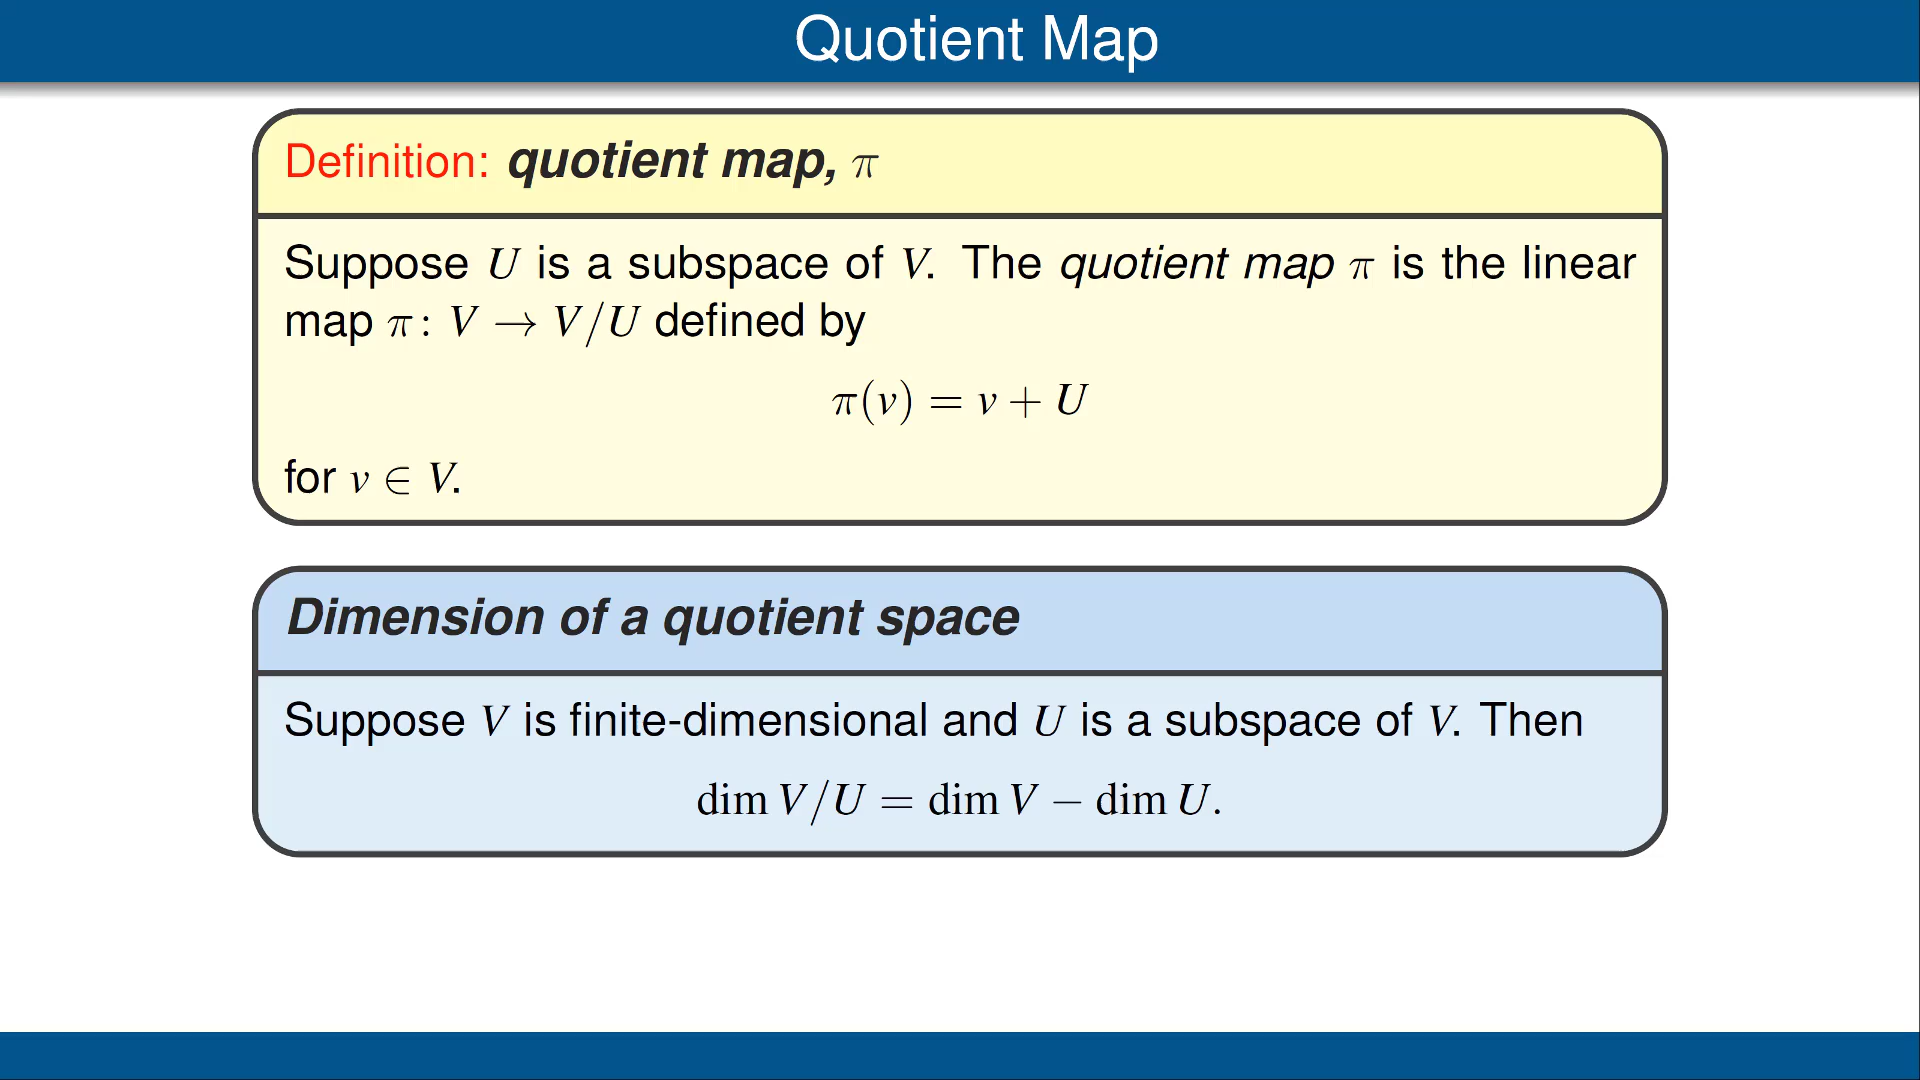 Quotient Map
Definition: quotient map, π
Suppose U is a subspace of V. The quotient map π is the linear
map π: V → V/U defined by
π(v) = v + U
for v ∈ V.
Dimension of a quotient space
Suppose V is finite-dimensional and U is a subspace of V. Then
dim V/U = dim V − dim U.